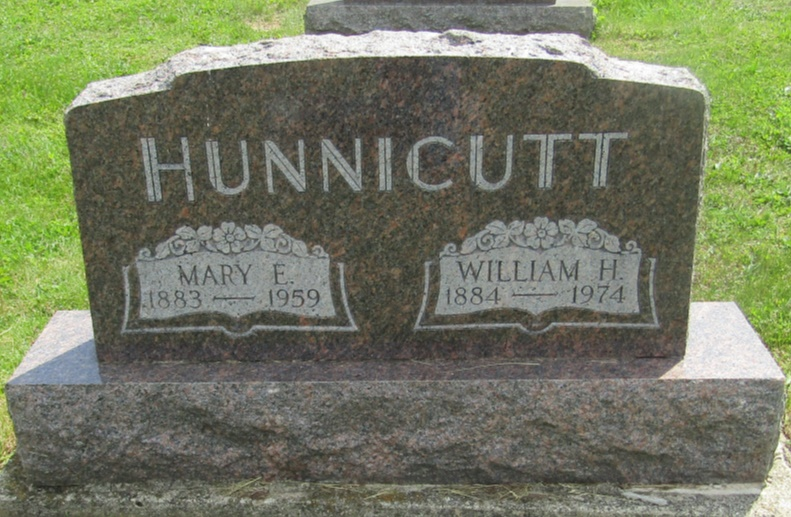 HUNNICUTT
MARY E.
1883 — 1959
WILLIAM H.
1884 — 1974